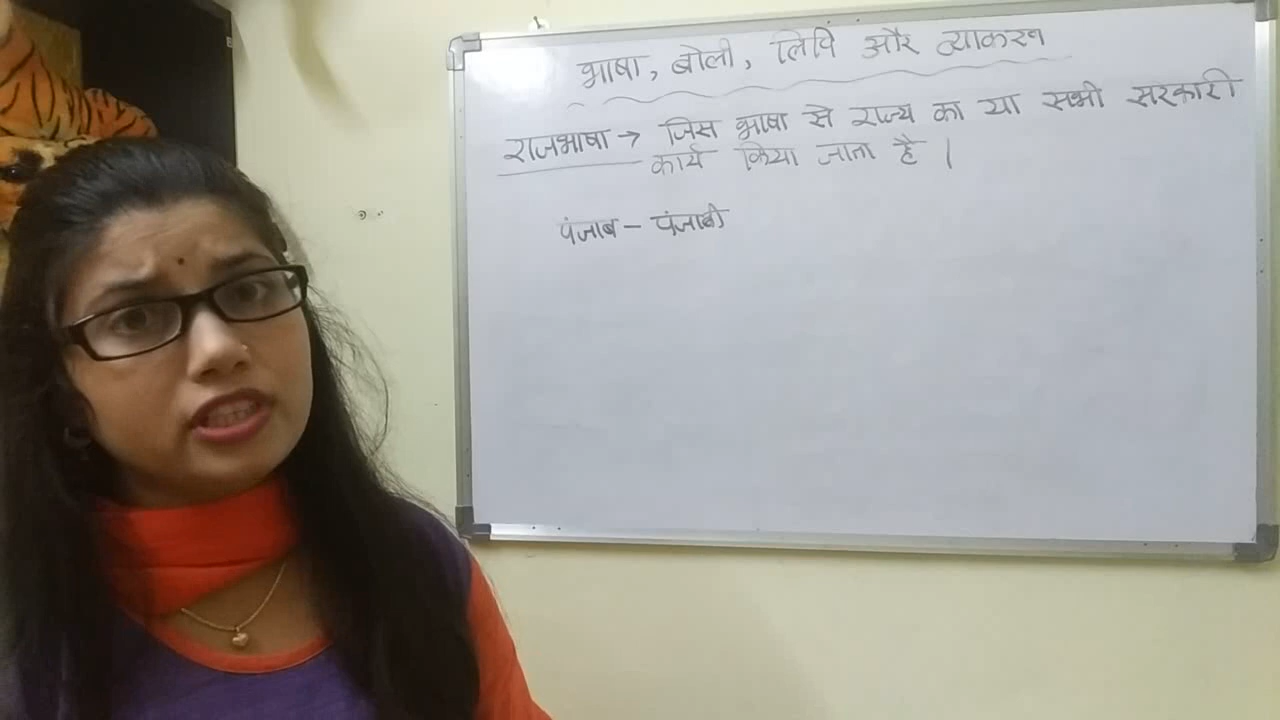 भाषा, बोली, लिपि और व्याकरण
राजभाषा → जिस भाषा से राज्य का या सभी सरकारी
कार्य किया जाता है ।
पंजाब – पंजाबी